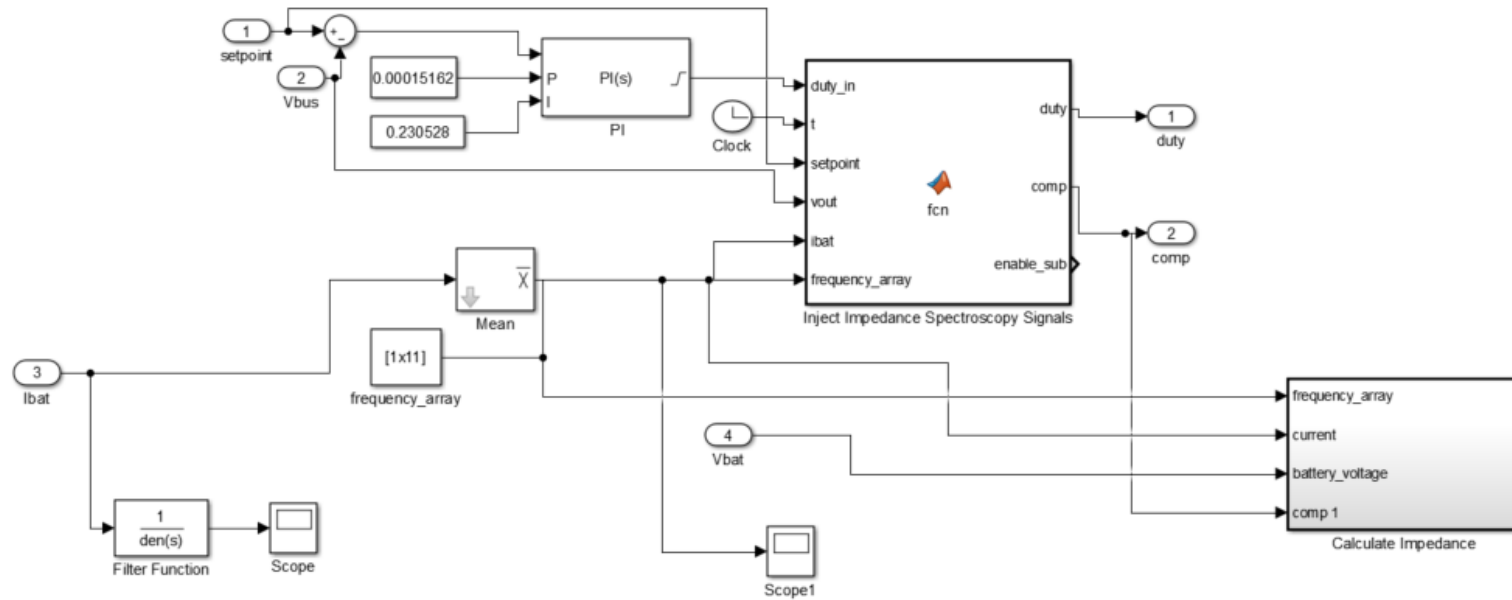 1
setpoint
2
Vbus
+
-
0.00015162
0.230528
P
I
PI(s)
PI
Clock
duty_in
t
setpoint
vout
ibat
frequency_array
fcn
duty
comp
enable_sub
Inject Impedance Spectroscopy Signals
1
duty
2
comp
X
Mean
[1x11]
frequency_array
3
Ibat
4
Vbat
frequency_array
current
battery_voltage
comp 1
Calculate Impedance
1
den(s)
Filter Function
Scope
Scope1